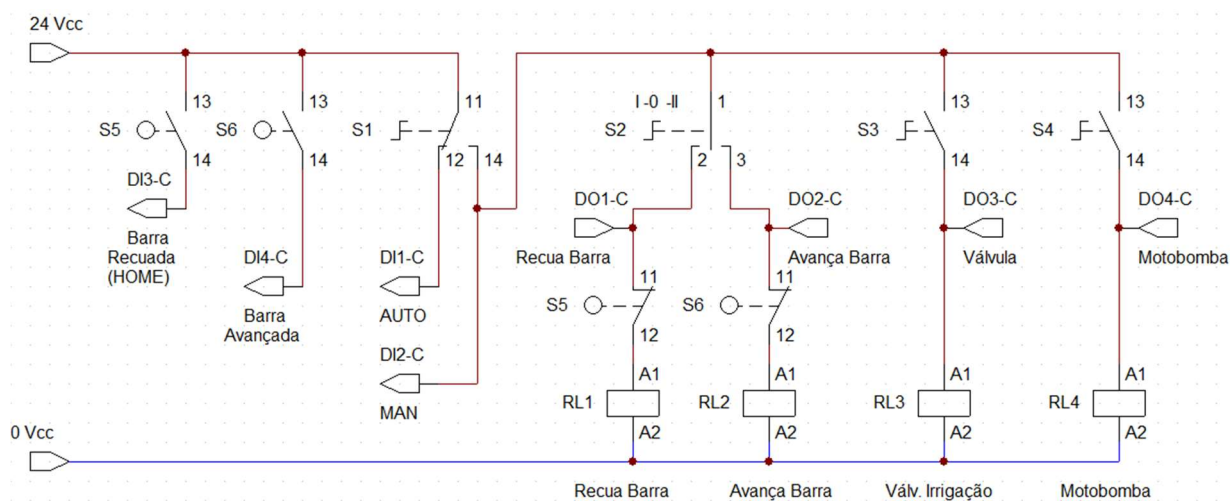 24 Vcc
13
13
11
I -0 -II
1
13
13
S5
S6
S1
S2
S3
S4
14
14
12
14
2
3
14
14
DI3-C
DO1-C
DO2-C
DO3-C
DO4-C
Barra
Recuada
(HOME)
DI4-C
DI1-C
Recua Barra
Avança Barra
Válvula
Motobomba
11
11
S5
S6
Barra
Avançada
AUTO
12
12
DI2-C
MAN
A1
A1
A1
A1
RL1
RL2
RL3
RL4
A2
A2
A2
A2
0 Vcc
Recua Barra
Avança Barra
Válv. Irrigação
Motobomba